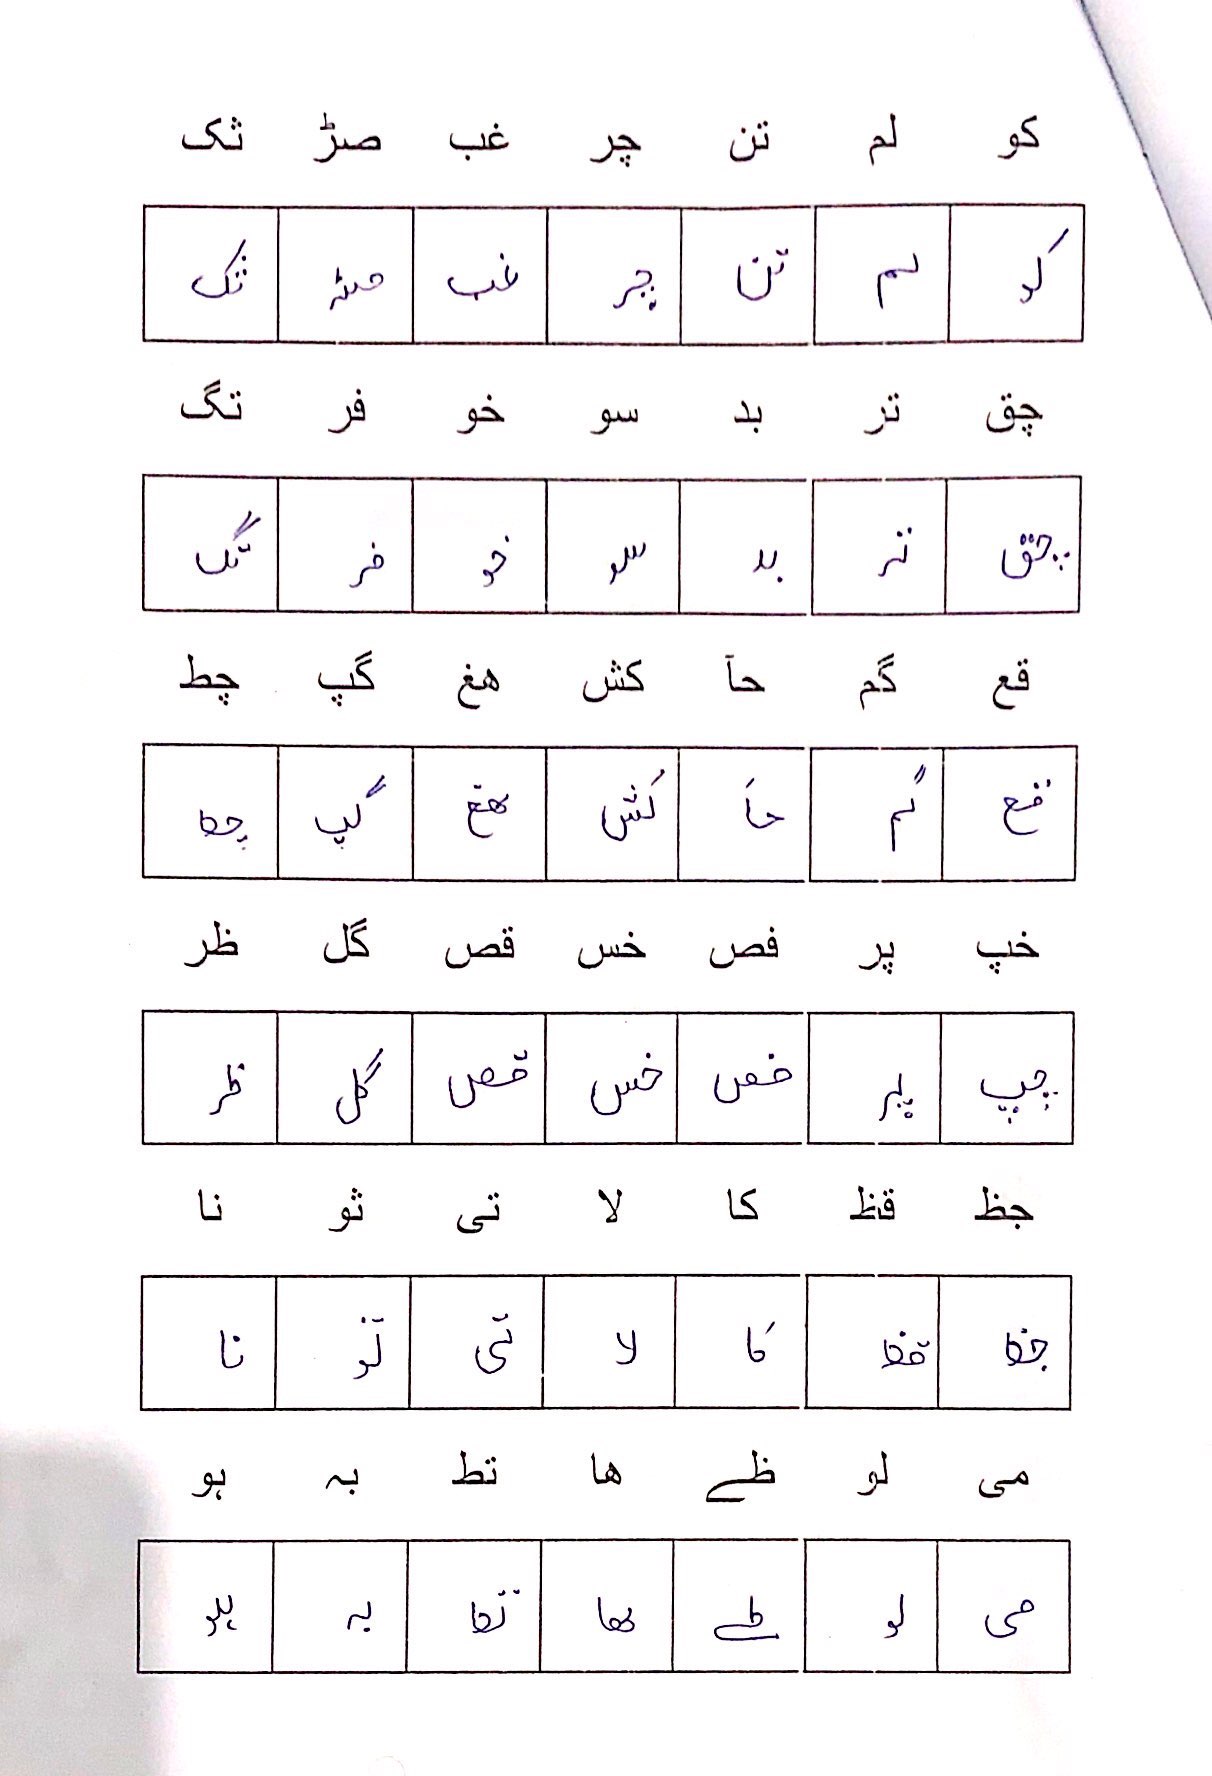 کو لم تن چر غب صڑ ثک
کو لم تن چر غب صڑ ثک
چق تر بد سو خو فر تگ
چق تر بد سو خو فر تگ
قع گم حآ کش ھغ گپ چط
قع گم حآ کش ھغ گپ چط
خپ پر فص خس قص گل ظر
چپ پر فص خس قص گل ظر
جظ قظ کا لا تی ثو نا
جظ قظ کا لا تی ثو نا
می لو ظے ھا تط بہ ہو
می لو ظے ھا تط بہ ہو